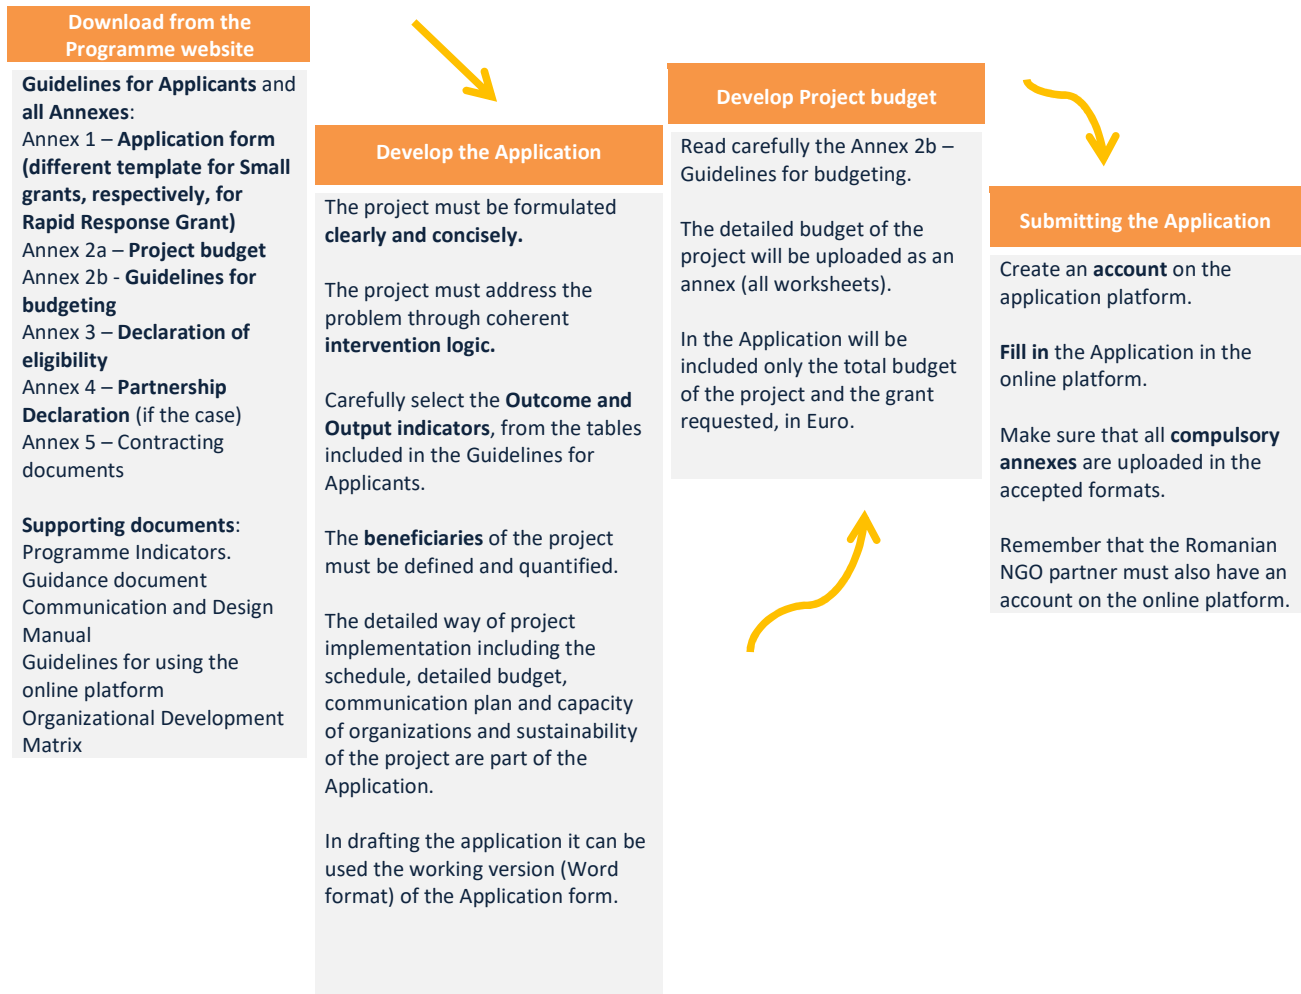 Download from the
Programme website
Guidelines for Applicants and
all Annexes:
Annex 1 – Application form
(different template for Small
grants, respectively, for
Rapid Response Grant)
Annex 2a – Project budget
Annex 2b - Guidelines for
budgeting
Annex 3 – Declaration of
eligibility
Annex 4 – Partnership
Declaration (if the case)
Annex 5 – Contracting
documents
Supporting documents:
Programme Indicators.
Guidance document
Communication and Design
Manual
Guidelines for using the
online platform
Organizational Development
Matrix
Develop the Application
The project must be formulated
clearly and concisely.
The project must address the
problem through coherent
intervention logic.
Carefully select the Outcome and
Output indicators, from the tables
included in the Guidelines for
Applicants.
The beneficiaries of the project
must be defined and quantified.
The detailed way of project
implementation including the
schedule, detailed budget,
communication plan and capacity
of organizations and sustainability
of the project are part of the
Application.
In drafting the application it can be
used the working version (Word
format) of the Application form.
Develop Project budget
Read carefully the Annex 2b –
Guidelines for budgeting.
The detailed budget of the
project will be uploaded as an
annex (all worksheets).
In the Application will be
included only the total budget
of the project and the grant
requested, in Euro.
Submitting the Application
Create an account on the
application platform.
Fill in the Application in the
online platform.
Make sure that all compulsory
annexes are uploaded in the
accepted formats.
Remember that the Romanian
NGO partner must also have an
account on the online platform.